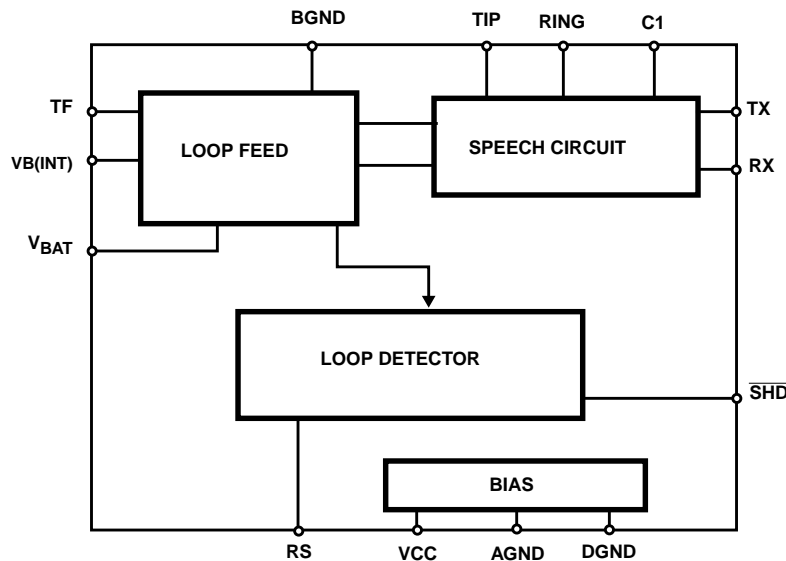 BGND
TIP
RING
C1
TF
VB(INT)
VBAT
LOOP FEED
SPEECH CIRCUIT
TX
RX
LOOP DETECTOR
SHD
BIAS
RS
VCC
AGND
DGND